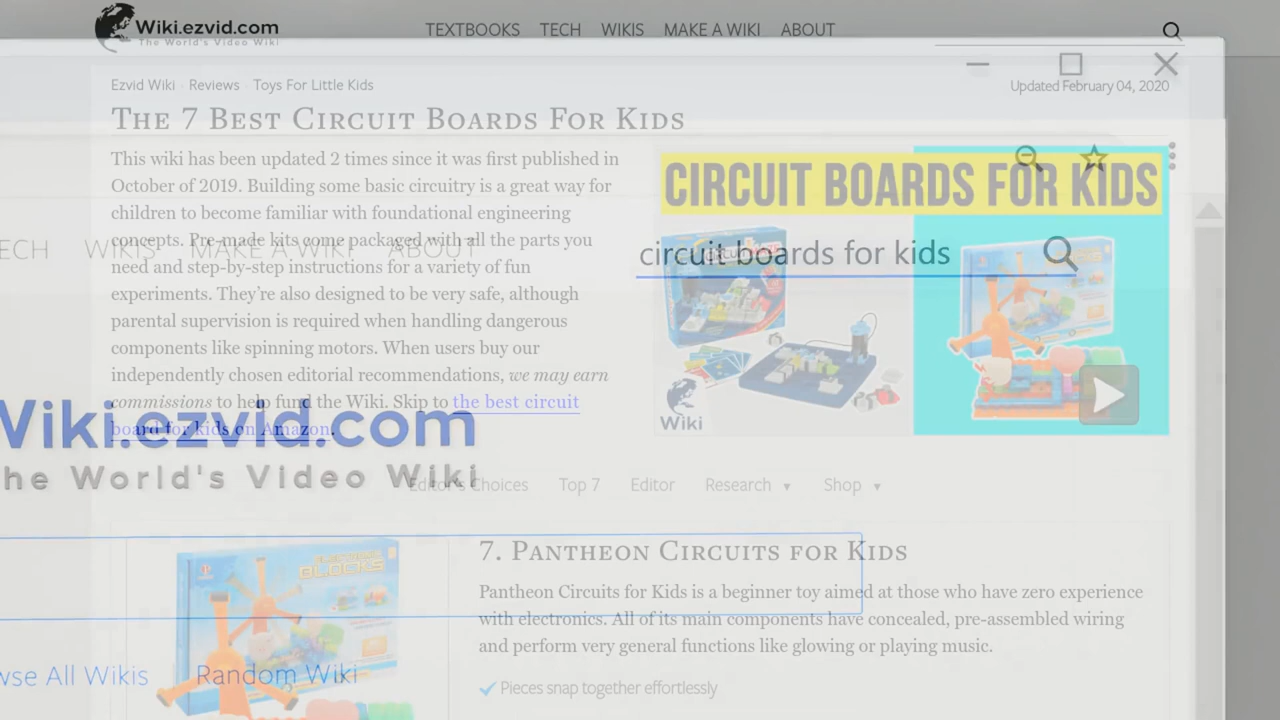 Wiki.ezvid.com
The World's Video Wiki
TEXTBOOKS TECH WIKIS MAKE A WIKI ABOUT
Ezvid Wiki Reviews Toys For Little Kids
Updated February 04, 2020
The 7 Best Circuit Boards For Kids
This wiki has been updated 2 times since it was first published in
October of 2019. Building some basic circuitry is a great way for
children to become familiar with foundational engineering
concepts. Pre-made kits come packaged with all the parts you
need and step-by-step instructions for a variety of fun
experiments. They're also designed to be very safe, although
parental supervision is required when handling dangerous
components like spinning motors. When users buy our
independently chosen editorial recommendations, we may earn
commissions to help fund the Wiki. Skip to the best circuit
board for kids on Amazon.
CIRCUIT BOARDS FOR KIDS
Wiki
ECH WIKIS MAKE A WIKI ABOUT
circuit boards for kids
Wiki.ezvid.com
he World's Video Wiki
Editor's Choices Top 7 Editor Research ▼ Shop ▼
7. Pantheon Circuits for Kids
Pantheon Circuits for Kids is a beginner toy aimed at those who have zero experience
with electronics. All of its main components have concealed, pre-assembled wiring
and perform very general functions like glowing or playing music.
Pieces snap together effortlessly
BLOCKS
wse All Wikis Random Wiki